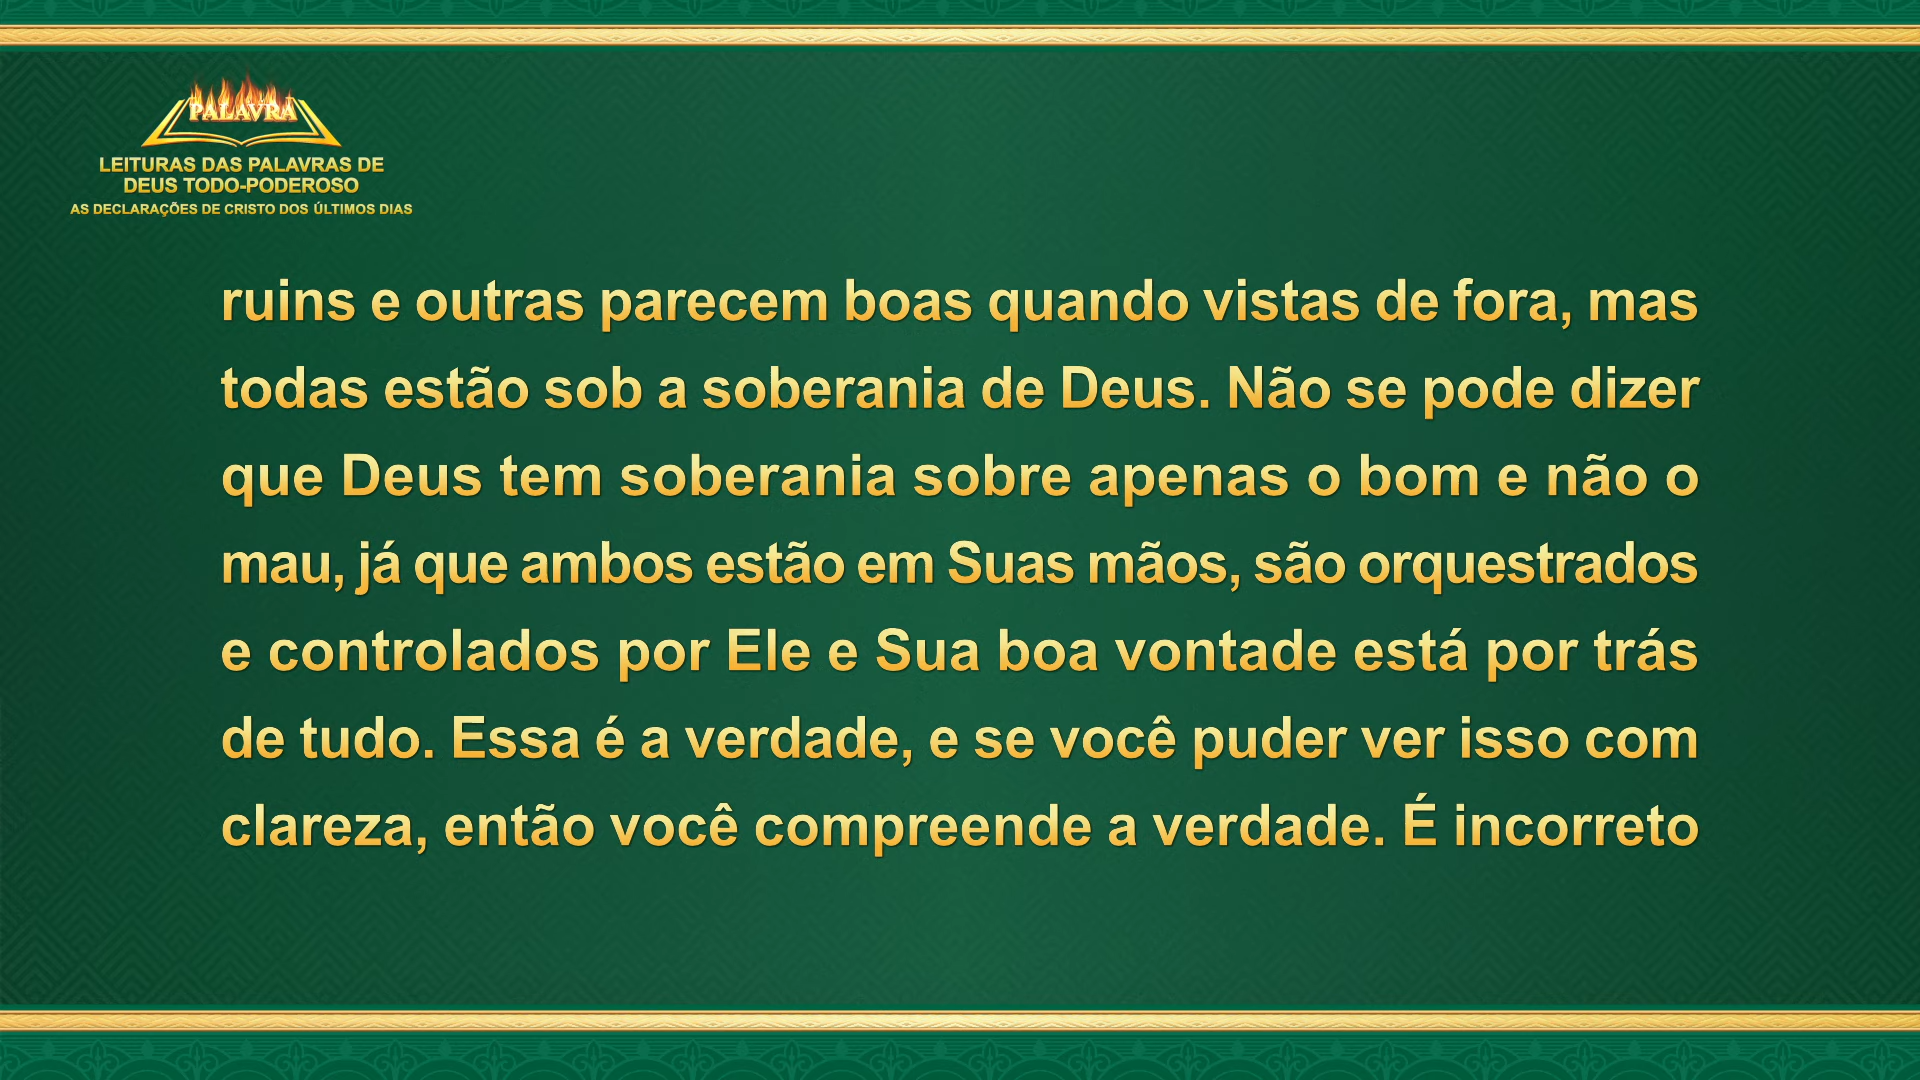 PALAVRA
LEITURAS DAS PALAVRAS DE
DEUS TODO-PODEROSO
AS DECLARAÇÕES DE CRISTO DOS ÚLTIMOS DIAS
ruins e outras parecem boas quando vistas de fora, mas
todas estão sob a soberania de Deus. Não se pode dizer
que Deus tem soberania sobre apenas o bom e não o
mau, já que ambos estão em Suas mãos, são orquestrados
e controlados por Ele e Sua boa vontade está por trás
de tudo. Essa é a verdade, e se você puder ver isso com
clareza, então você compreende a verdade. É incorreto